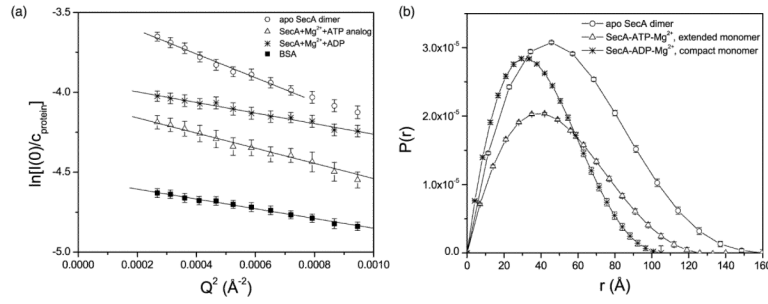 (a)
-3.5
-4.0
-4.5
-5.0
ln[I(0)/c_protein]
apo SecA dimer
SecA+Mg²⁺+ATP analog
SecA+Mg²⁺+ADP
BSA
0.0000 0.0002 0.0004 0.0006 0.0008 0.0010
Q² (Å⁻²)
(b)
3.0x10⁻⁵
2.0x10⁻⁵
1.0x10⁻⁵
0.0
P(r)
apo SecA dimer
SecA-ATP-Mg²⁺, extended monomer
SecA-ADP-Mg²⁺, compact monomer
0 20 40 60 80 100 120 140 160
r (Å)